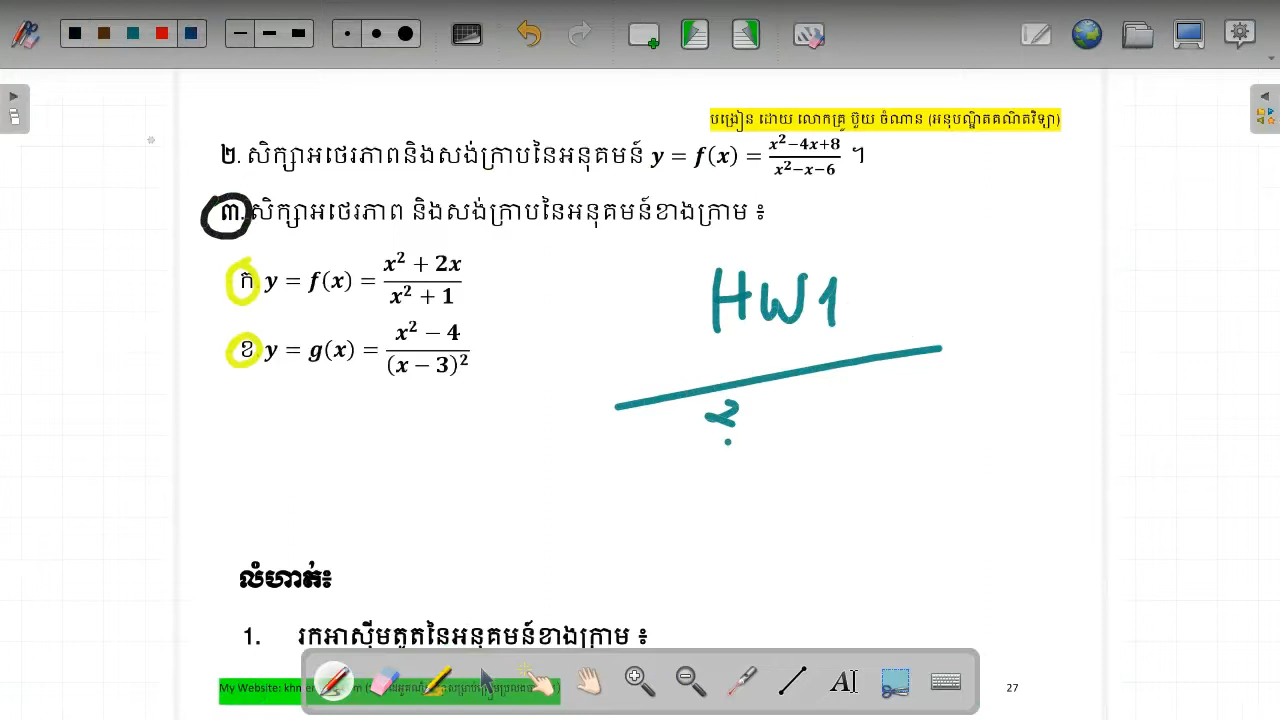 បង្រៀន ដោយ លោកគ្រូ ប៊ួយ ចំណាន (អនុបណ្ឌិតគណិតវិទ្យា)
២. សិក្សាអថេរភាពនិងសង់ក្រាបនៃអនុគមន៍ y = f(x) = (x²−4x+8)/(x²−x−6) ។
៣. សិក្សាអថេរភាព និងសង់ក្រាបនៃអនុគមន៍ខាងក្រោម ៖
ក. y = f(x) = (x² + 2x)/(x² + 1)
ខ. y = g(x) = (x² − 4)/(x − 3)²
HW1
លំហាត់ៈ
1. រកអាស៊ីមតូតនៃអនុគមន៍ខាងក្រោម ៖
My Website:
27